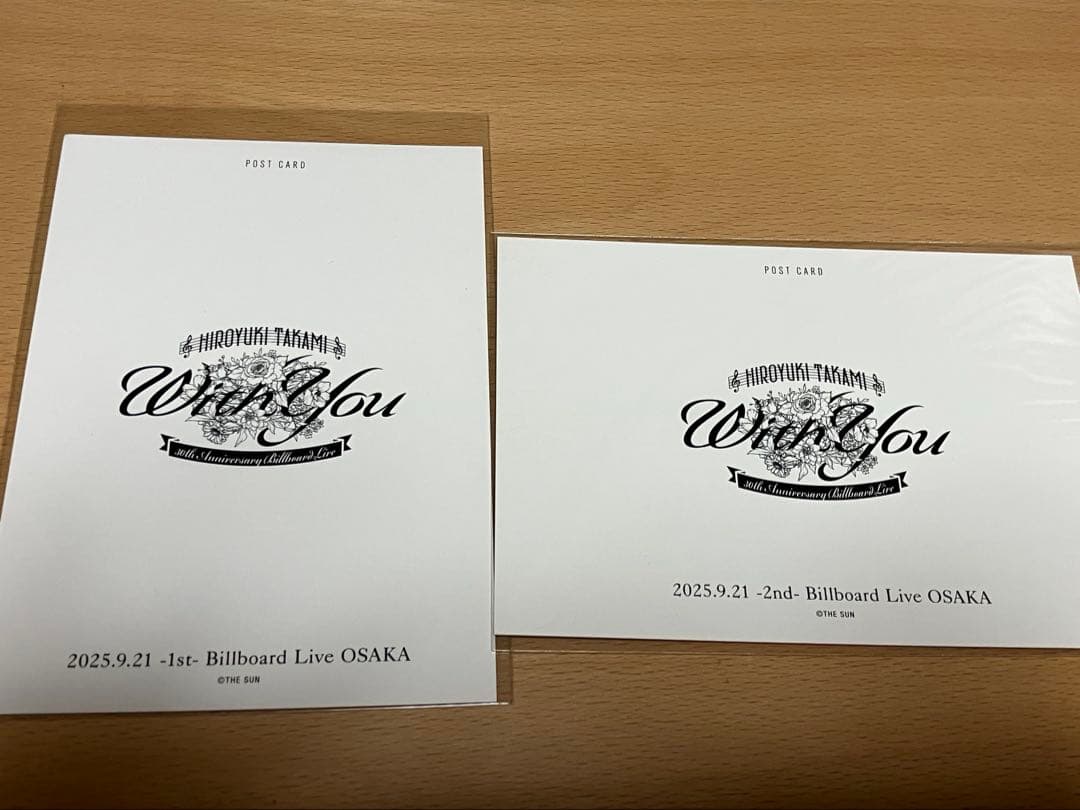 POST CARD
HIROYUKI TAKAMI
With You
30th Anniversary Billboard Live
2025.9.21 -1st- Billboard Live OSAKA
©THE SUN
POST CARD
HIROYUKI TAKAMI
With You
30th Anniversary Billboard Live
2025.9.21 -2nd- Billboard Live OSAKA
©THE SUN